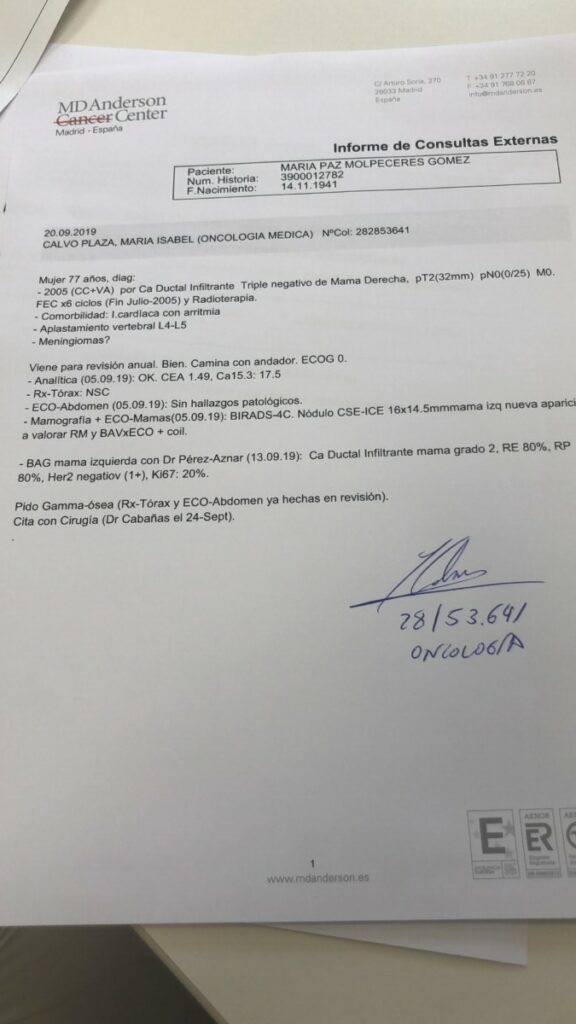 MD Anderson
Cancer Center
Madrid - España
C/ Arturo Soria, 270
28033 Madrid
España
T +34 91 277 72 20
F +34 91 768 06 87
info@mdanderson.es
Informe de Consultas Externas
Paciente: MARIA PAZ MOLPECERES GOMEZ
Num. Historia: 3900012782
F.Nacimiento: 14.11.1941
20.09.2019
CALVO PLAZA, MARIA ISABEL (ONCOLOGIA MEDICA) NºCol: 282853641
Mujer 77 años, diag:
- 2005 (CC+VA) por Ca Ductal Infiltrante Triple negativo de Mama Derecha, pT2(32mm) pN0(0/25) M0.
FEC x6 ciclos (Fin Julio-2005) y Radioterapia.
- Comorbilidad: I.cardíaca con arritmia
- Aplastamiento vertebral L4-L5
- Meningiomas?
Viene para revisión anual. Bien. Camina con andador. ECOG 0.
- Analítica (05.09.19): OK. CEA 1.49, Ca15.3: 17.5
- Rx-Tórax: NSC
- ECO-Abdomen (05.09.19): Sin hallazgos patológicos.
- Mamografía + ECO-Mamas(05.09.19): BIRADS-4C. Nódulo CSE-ICE 16x14.5mmmama izq nueva aparici
a valorar RM y BAVxECO + coil.
- BAG mama izquierda con Dr Pérez-Aznar (13.09.19): Ca Ductal Infiltrante mama grado 2, RE 80%, RP
80%, Her2 negatiov (1+), Ki67: 20%.
Pido Gamma-ósea (Rx-Tórax y ECO-Abdomen ya hechas en revisión).
Cita con Cirugía (Dr Cabañas el 24-Sept).
.
28/53.641
ONCOLOGÍA
E
AENOR
ER
AE
1
www.mdanderson.es